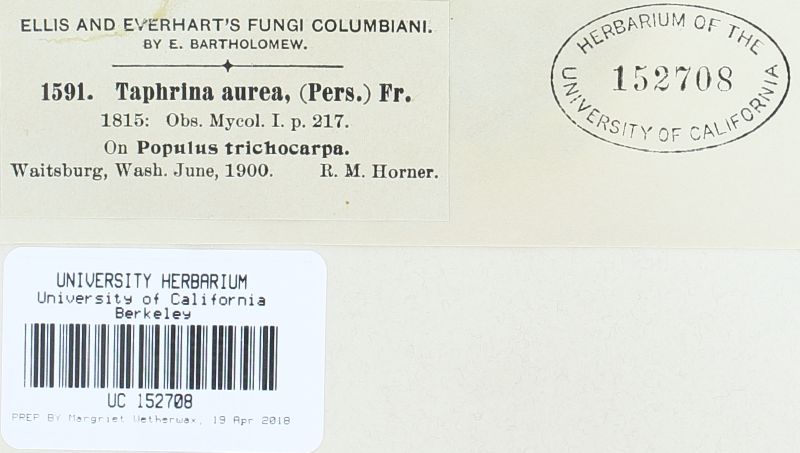 ELLIS AND EVERHART'S FUNGI COLUMBIANI.
BY E. BARTHOLOMEW.
1591. Taphrina aurea, (Pers.) Fr.
1815: Obs. Mycol. I. p. 217.
On Populus trichocarpa.
Waitsburg, Wash. June, 1900. R. M. Horner.
HERBARIUM OF THE
152708
UNIVERSITY OF CALIFORNIA
UNIVERSITY HERBARIUM
University of California
Berkeley
UC 152708
PREP BY Margriet Wetherwax, 19 Apr 2018